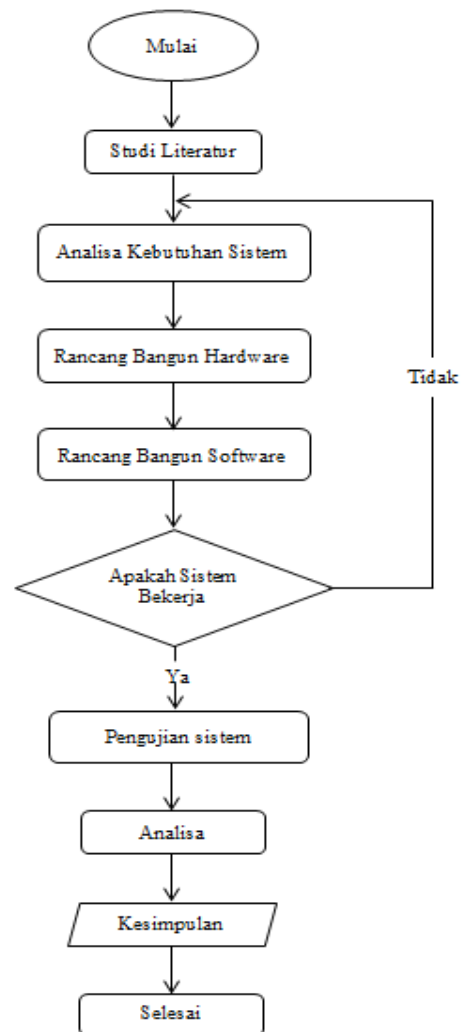 Mulai
Studi Literatur
Analisa Kebutuhan Sistem
Rancang Bangun Hardware
Tidak
Rancang Bangun Software
Apakah Sistem
Bekerja
Ya
Pengujian sistem
Analisa
Kesimpulan
Selesai